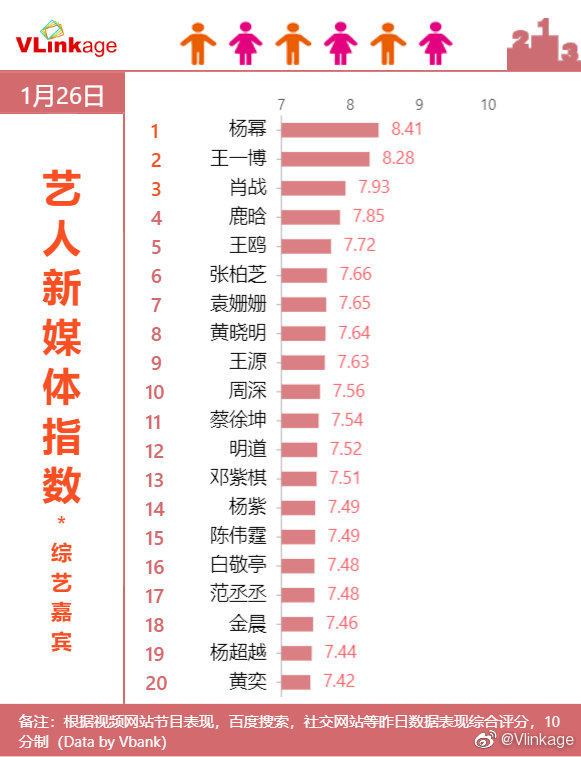 VLinkage
1 2 3
1月26日
艺人新媒体指数
*综艺嘉宾
7 8 9 10
1 杨幂 8.41
2 王一博 8.28
3 肖战 7.93
4 鹿晗 7.85
5 王鸥 7.72
6 张柏芝 7.66
7 袁姗姗 7.65
8 黄晓明 7.64
9 王源 7.63
10 周深 7.56
11 蔡徐坤 7.54
12 明道 7.52
13 邓紫棋 7.51
14 杨紫 7.49
15 陈伟霆 7.49
16 白敬亭 7.48
17 范丞丞 7.48
18 金晨 7.46
19 杨超越 7.44
20 黄奕 7.42
备注：根据视频网站节目表现，百度搜索，社交网站等昨日数据表现综合评分，10
分制（Data by Vbank)
@Vlinkage